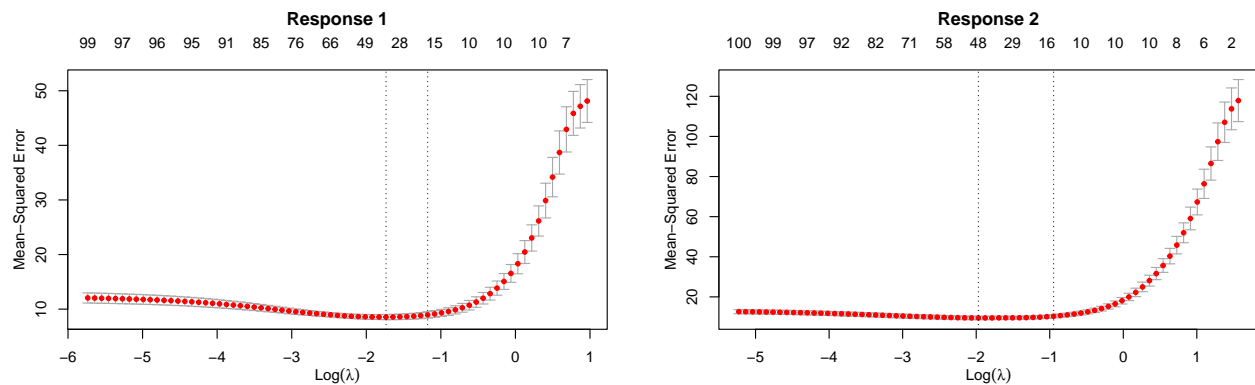 Response 1
99 97 96 95 91 85 76 66 49 28 15 10 10 10 7
50
40
30
20
10
Mean−Squared Error
−6 −5 −4 −3 −2 −1 0 1
Log(λ)
Response 2
100 99 97 92 82 71 58 48 29 16 10 10 10 8 6 2
120
100
80
60
40
20
Mean−Squared Error
−5 −4 −3 −2 −1 0 1
Log(λ)